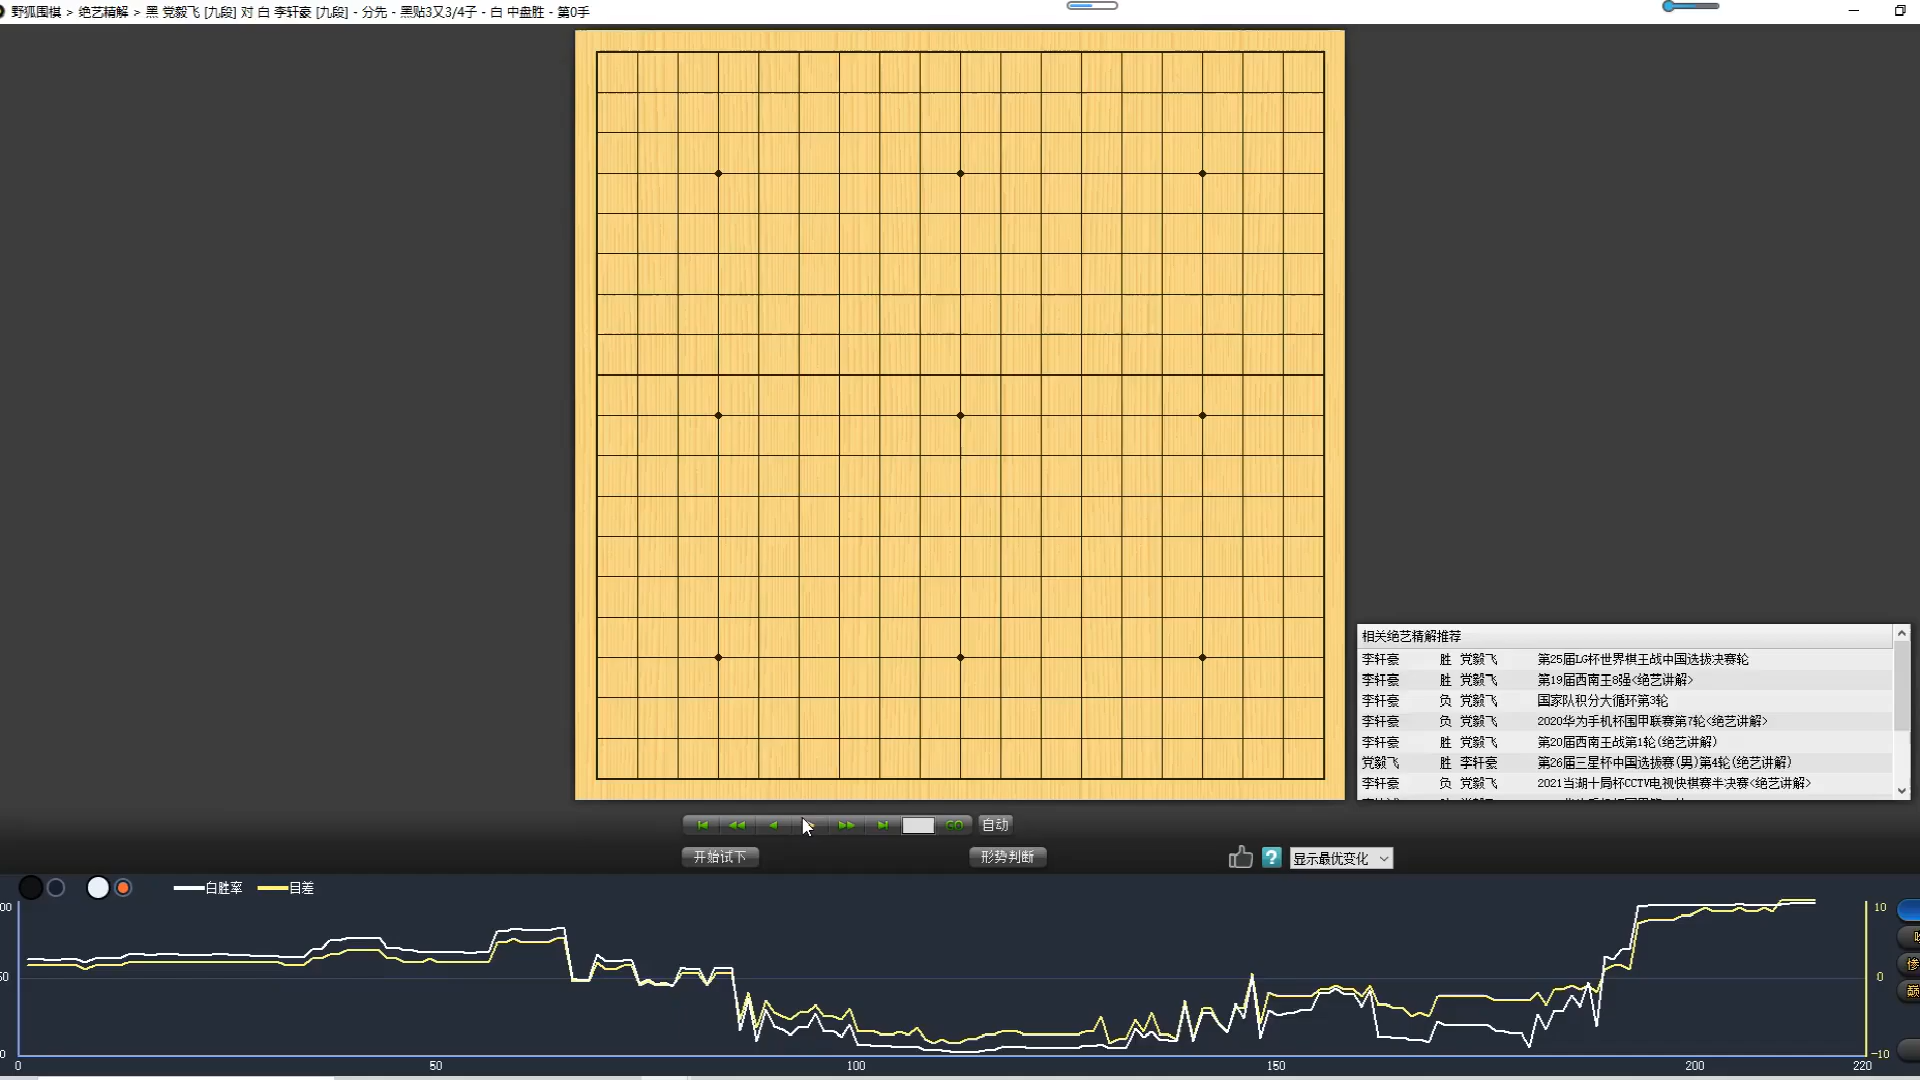 野狐围棋 > 绝艺精解 > 黑 党毅飞 [九段] 对 白 李轩豪 [九段] - 分先 - 黑贴3又3/4子 - 白 中盘胜 - 第0手
相关绝艺精解推荐
李轩豪 胜 党毅飞 第25届LG杯世界棋王战中国选拔决赛轮
李轩豪 胜 党毅飞 第19届西南王8强<绝艺讲解>
李轩豪 负 党毅飞 国家队积分大循环第3轮
李轩豪 负 党毅飞 2020华为手机杯围甲联赛第7轮<绝艺讲解>
李轩豪 胜 党毅飞 第20届西南王战第1轮(绝艺讲解)
党毅飞 胜 李轩豪 第26届三星杯中国选拔赛(男)第4轮(绝艺讲解)
李轩豪 负 党毅飞 2021当湖十局杯CCTV电视快棋赛半决赛<绝艺讲解>
GO 自动
开始试下 形势判断 ? 显示最优变化
白胜率 目差
00 10
50 0
0 -10
0 50 100 150 200 220
惨
巅